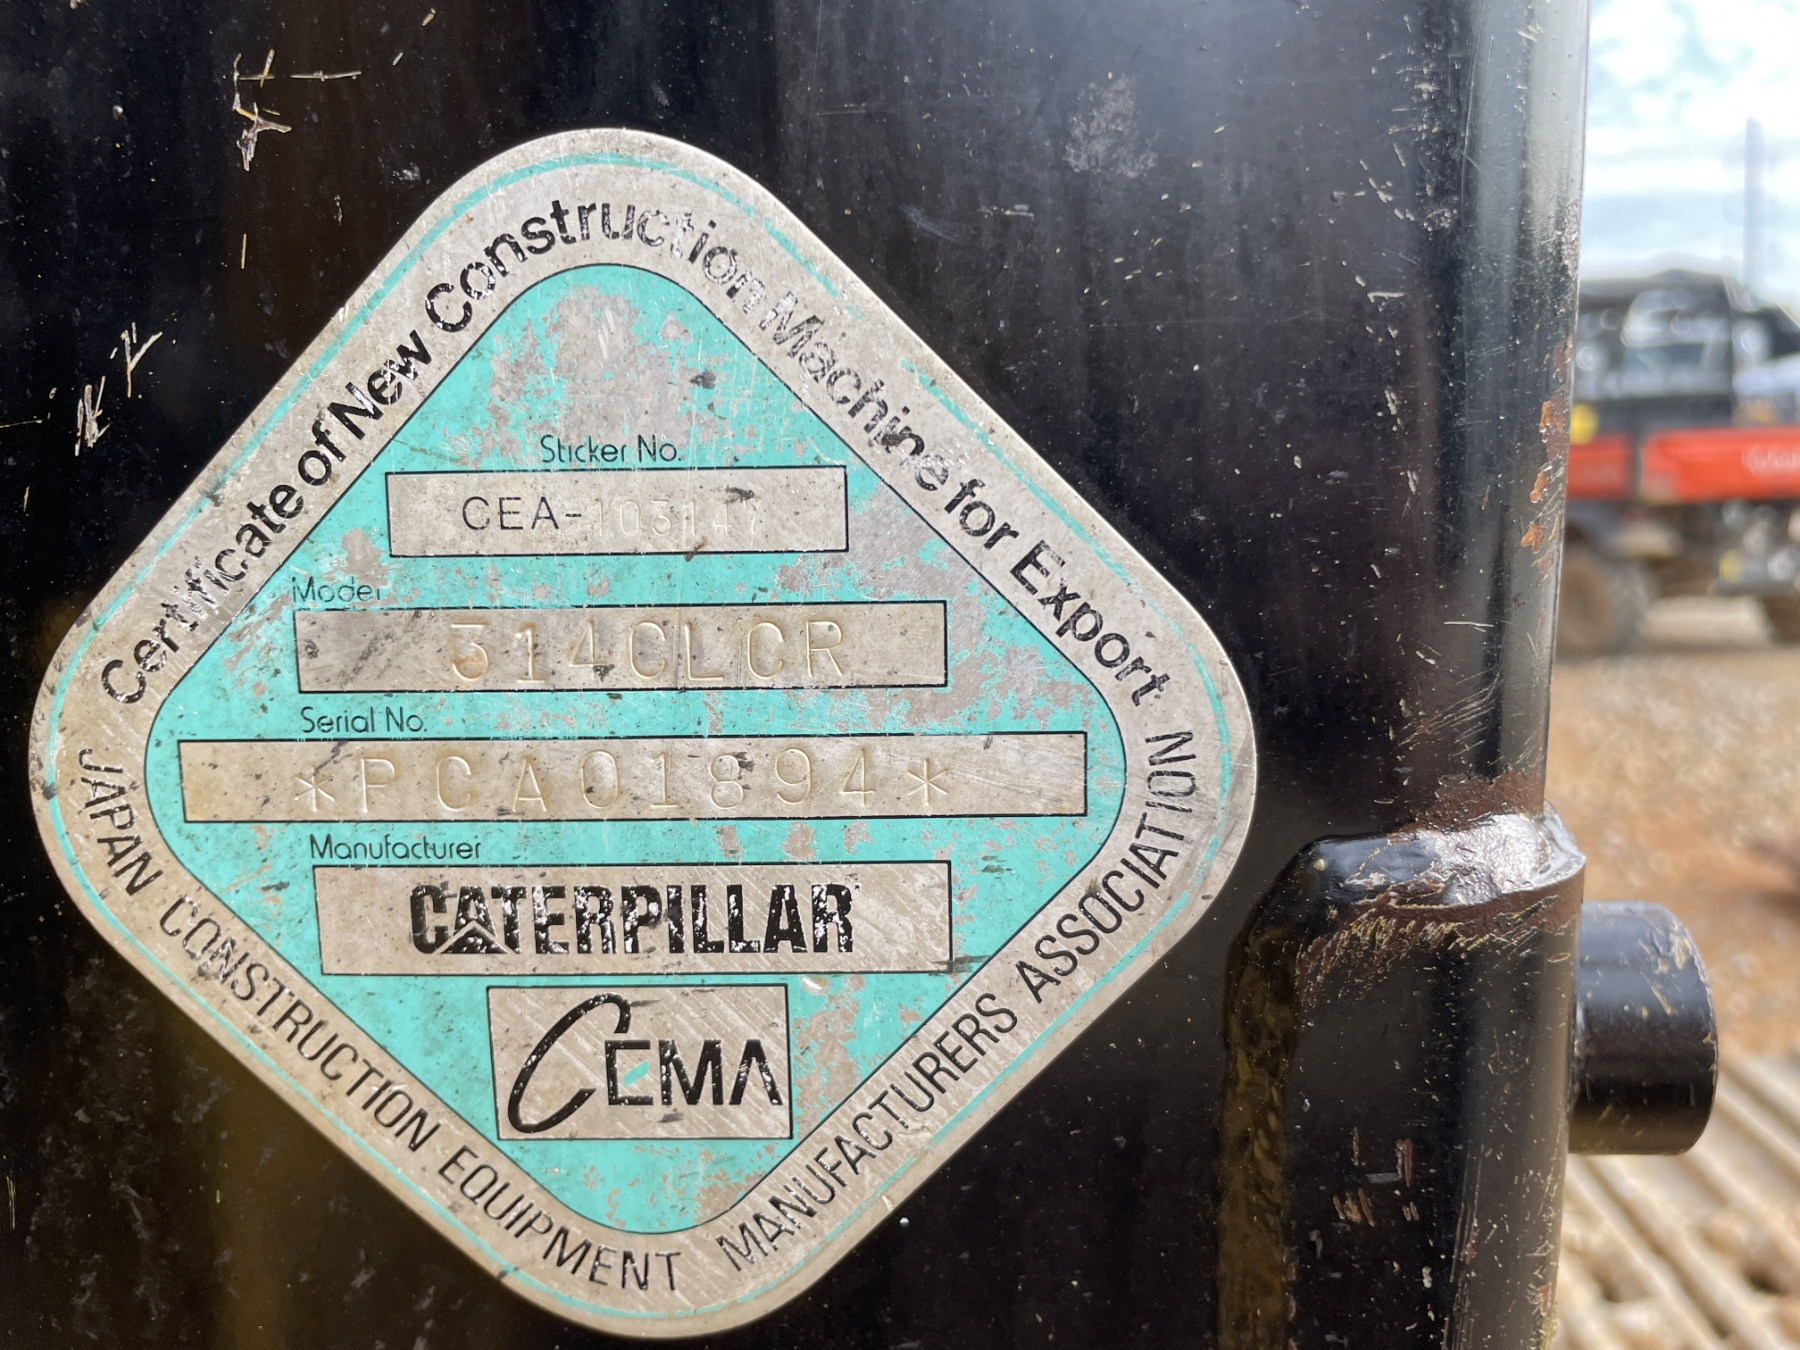 Certificate of New Construction Machine for Export
Sticker No.
CEA-103147
Model
314CLCR
Serial No.
*PCA01894*
Manufacturer
CATERPILLAR
CEMA
JAPAN CONSTRUCTION EQUIPMENT MANUFACTURERS ASSOCIATION